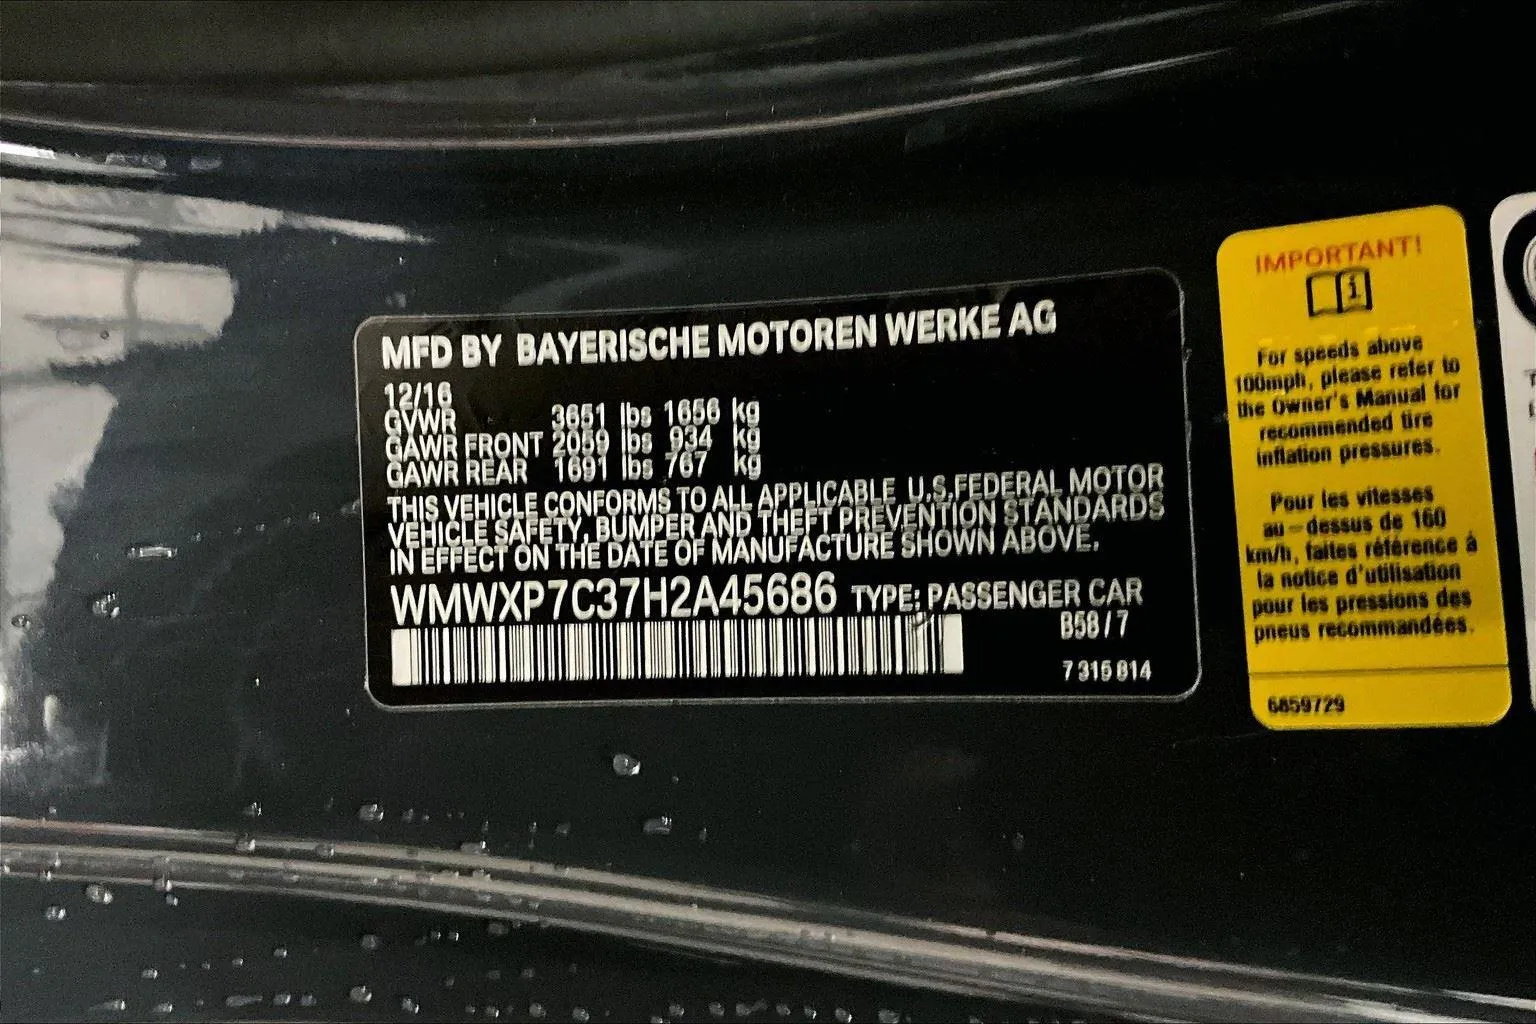 MFD BY BAYERISCHE MOTOREN WERKE AG
12/16
GVWR 3651 lbs 1656 kg
GAWR FRONT 2059 lbs 934 kg
GAWR REAR 1691 lbs 767 kg
THIS VEHICLE CONFORMS TO ALL APPLICABLE U.S.FEDERAL MOTOR
VEHICLE SAFETY, BUMPER AND THEFT PREVENTION STANDARDS
IN EFFECT ON THE DATE OF MANUFACTURE SHOWN ABOVE.
WMWXP7C37H2A45686 TYPE: PASSENGER CAR
B58/7
7 315 814
IMPORTANT!
For speeds above
100mph, please refer to
the Owner's Manual for
recommended tire
inflation pressures.
Pour les vitesses
au-dessus de 160
km/h, faites référence à
la notice d'utilisation
pour les pressions des
pneus recommandées.
6859729